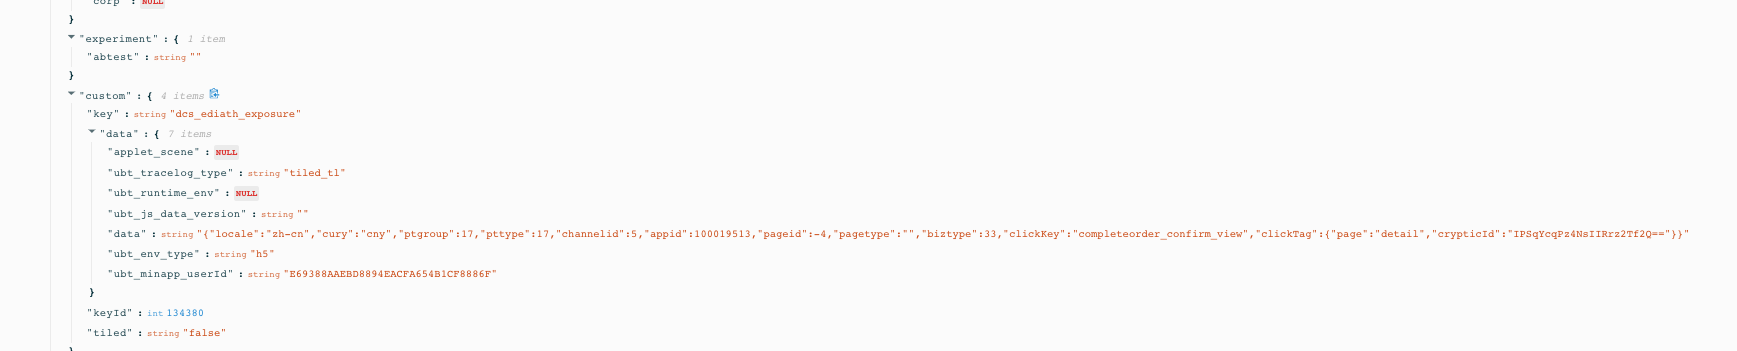 "corp" : NULL
}
"experiment" : { 1 item
"abtest" : string ""
}
"custom" : { 4 items
"key" : string "dcs_ediath_exposure"
"data" : { 7 items
"applet_scene" : NULL
"ubt_tracelog_type" : string "tiled_tl"
"ubt_runtime_env" : NULL
"ubt_js_data_version" : string ""
"data" : string "{"locale":"zh-cn","cury":"cny","ptgroup":17,"pttype":17,"channelid":5,"appid":100019513,"pageid":-4,"pagetype":"","biztype":33,"clickKey":"completeorder_confirm_view","clickTag":{"page":"detail","crypticId":"IPSqYcqPz4NsIIRrz2Tf2Q=="}}"
"ubt_env_type" : string "h5"
"ubt_minapp_userId" : string "E69388AAEBD8894EACFA654B1CF8886F"
}
"keyId" : int 134380
"tiled" : string "false"
}